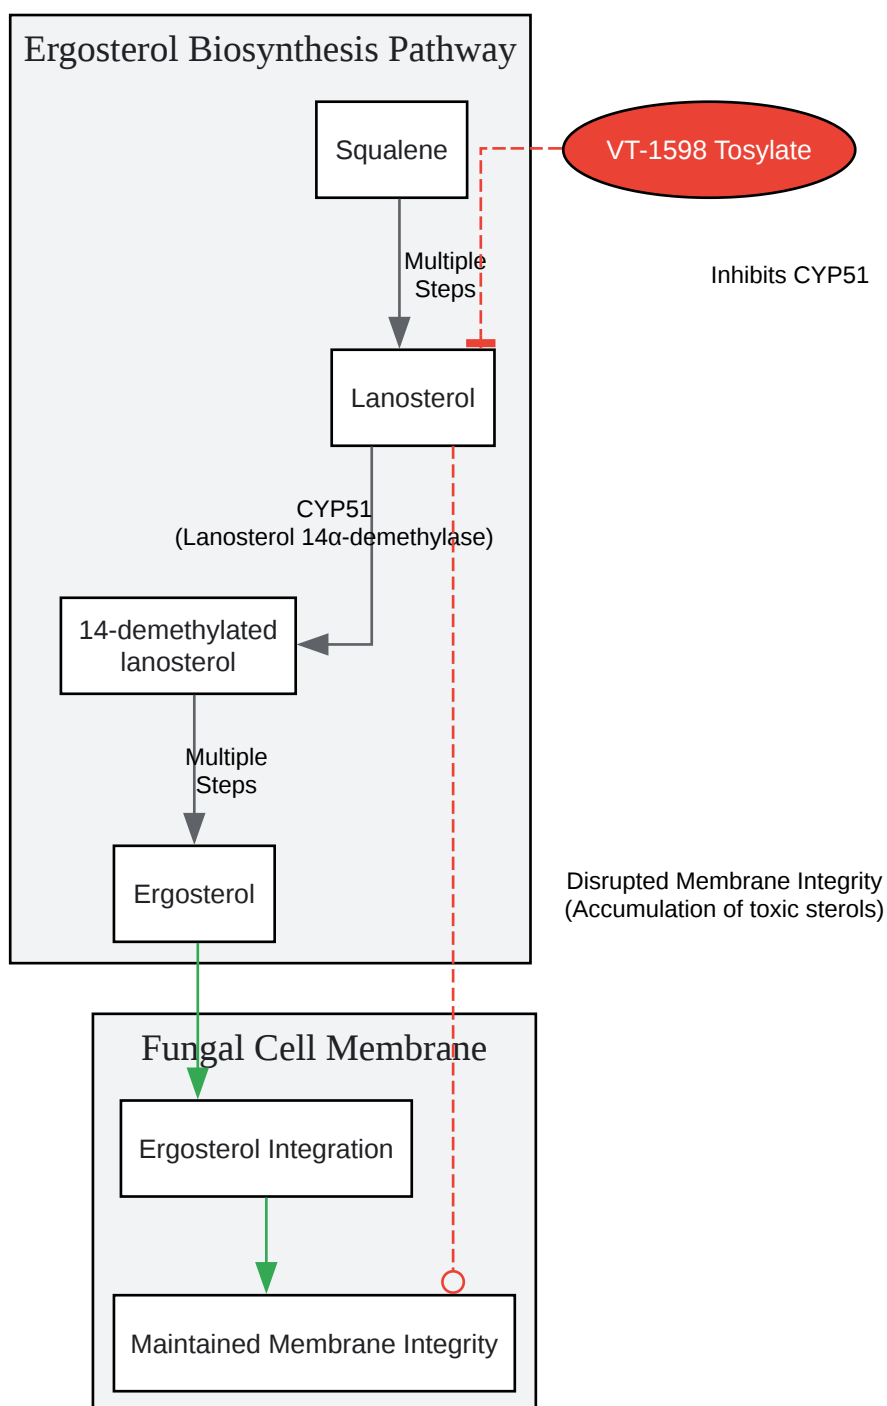 Ergosterol Biosynthesis Pathway
Squalene
VT-1598 Tosylate
Multiple
Steps
Inhibits CYP51
Lanosterol
CYP51
(Lanosterol 14α-demethylase)
14-demethylated
lanosterol
Multiple
Steps
Ergosterol
Disrupted Membrane Integrity
(Accumulation of toxic sterols)
Fungal Cell Membrane
Ergosterol Integration
Maintained Membrane Integrity